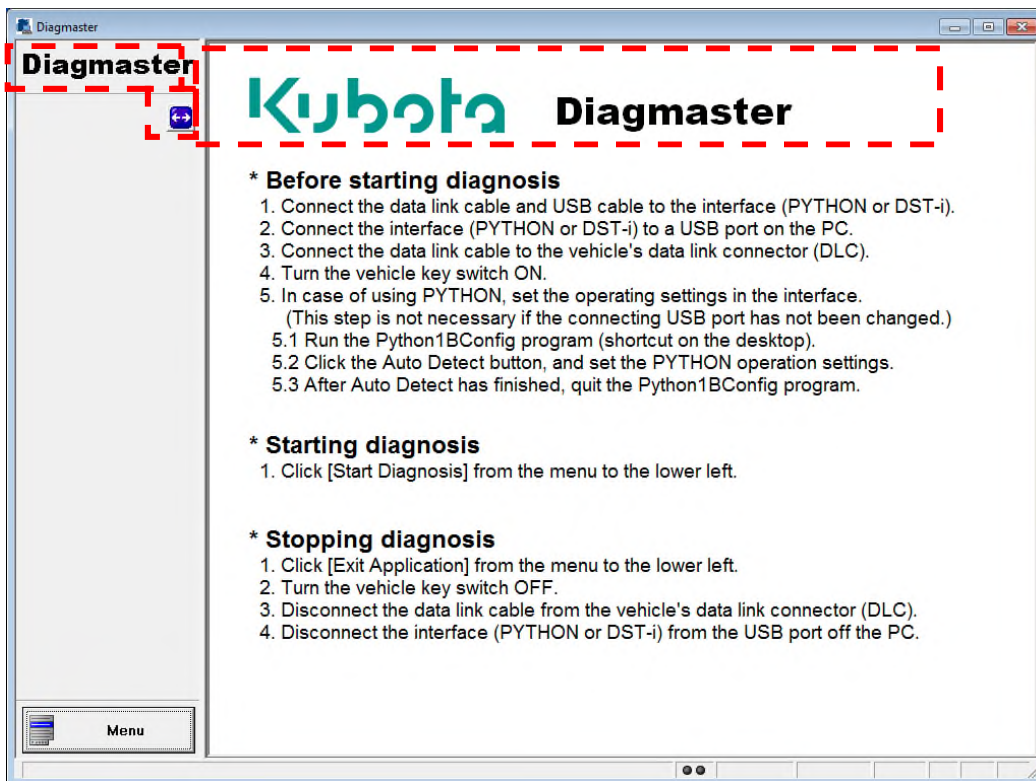 Diagmaster
Diagmaster
Kubota Diagmaster
* Before starting diagnosis
1. Connect the data link cable and USB cable to the interface (PYTHON or DST-i).
2. Connect the interface (PYTHON or DST-i) to a USB port on the PC.
3. Connect the data link cable to the vehicle's data link connector (DLC).
4. Turn the vehicle key switch ON.
5. In case of using PYTHON, set the operating settings in the interface.
(This step is not necessary if the connecting USB port has not been changed.)
5.1 Run the Python1BConfig program (shortcut on the desktop).
5.2 Click the Auto Detect button, and set the PYTHON operation settings.
5.3 After Auto Detect has finished, quit the Python1BConfig program.
* Starting diagnosis
1. Click [Start Diagnosis] from the menu to the lower left.
* Stopping diagnosis
1. Click [Exit Application] from the menu to the lower left.
2. Turn the vehicle key switch OFF.
3. Disconnect the data link cable from the vehicle's data link connector (DLC).
4. Disconnect the interface (PYTHON or DST-i) from the USB port off the PC.
Menu